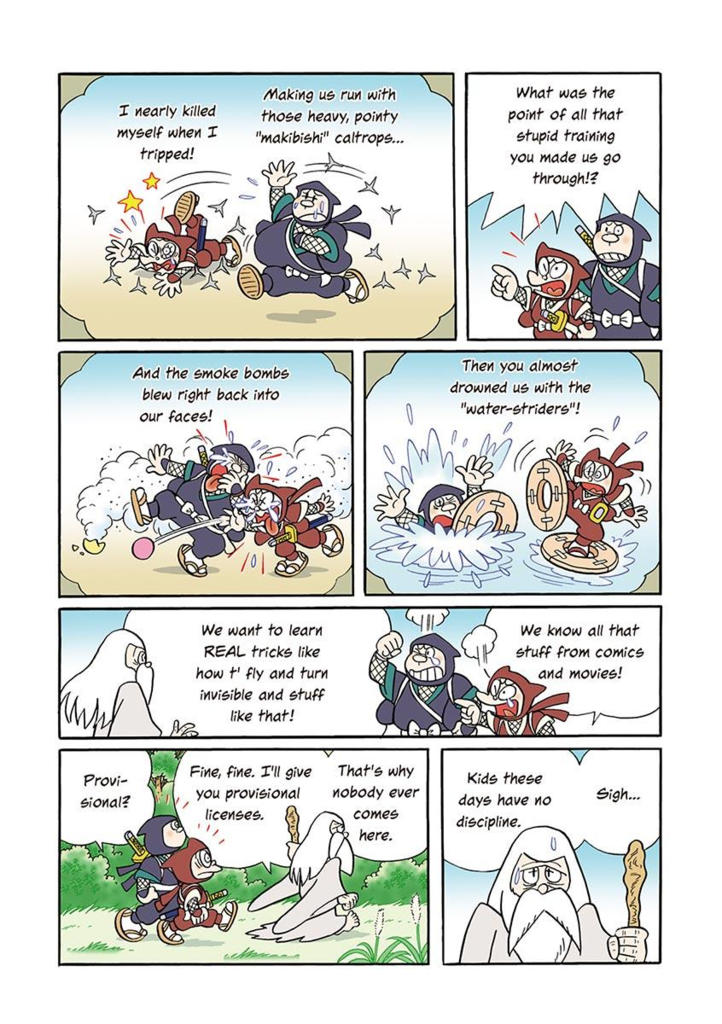 What was the
point of all that
stupid training
you made us go
through!?
Making us run with
those heavy, pointy
"makibishi" caltrops...
I nearly killed
myself when I
tripped!
Then you almost
drowned us with the
"water-striders"!
And the smoke bombs
blew right back into
our faces!
We know all that
stuff from comics
and movies!
We want to learn
REAL tricks like
how t' fly and turn
invisible and stuff
like that!
Sigh...
Kids these
days have no
discipline.
That's why
nobody ever
comes
here.
Fine, fine. I'll give
you provisional
licenses.
Provi-
sional?